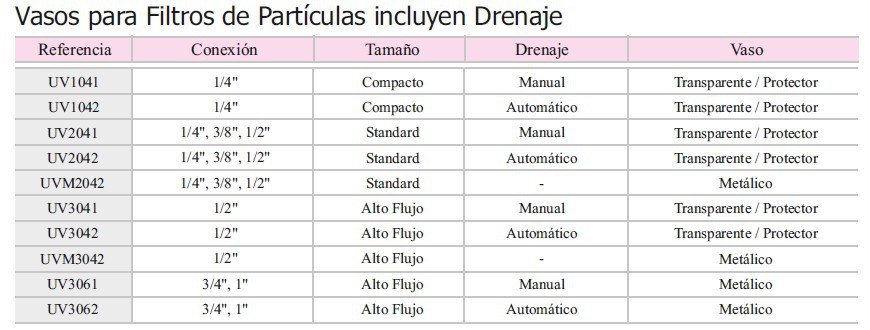 Vasos para Filtros de Partículas incluyen Drenaje
Referencia Conexión Tamaño Drenaje Vaso
UV1041 1/4" Compacto Manual Transparente / Protector
UV1042 1/4" Compacto Automático Transparente / Protector
UV2041 1/4", 3/8", 1/2" Standard Manual Transparente / Protector
UV2042 1/4", 3/8", 1/2" Standard Automático Transparente / Protector
UVM2042 1/4", 3/8", 1/2" Standard - Metálico
UV3041 1/2" Alto Flujo Manual Transparente / Protector
UV3042 1/2" Alto Flujo Automático Transparente / Protector
UVM3042 1/2" Alto Flujo - Metálico
UV3061 3/4", 1" Alto Flujo Manual Metálico
UV3062 3/4", 1" Alto Flujo Automático Metálico